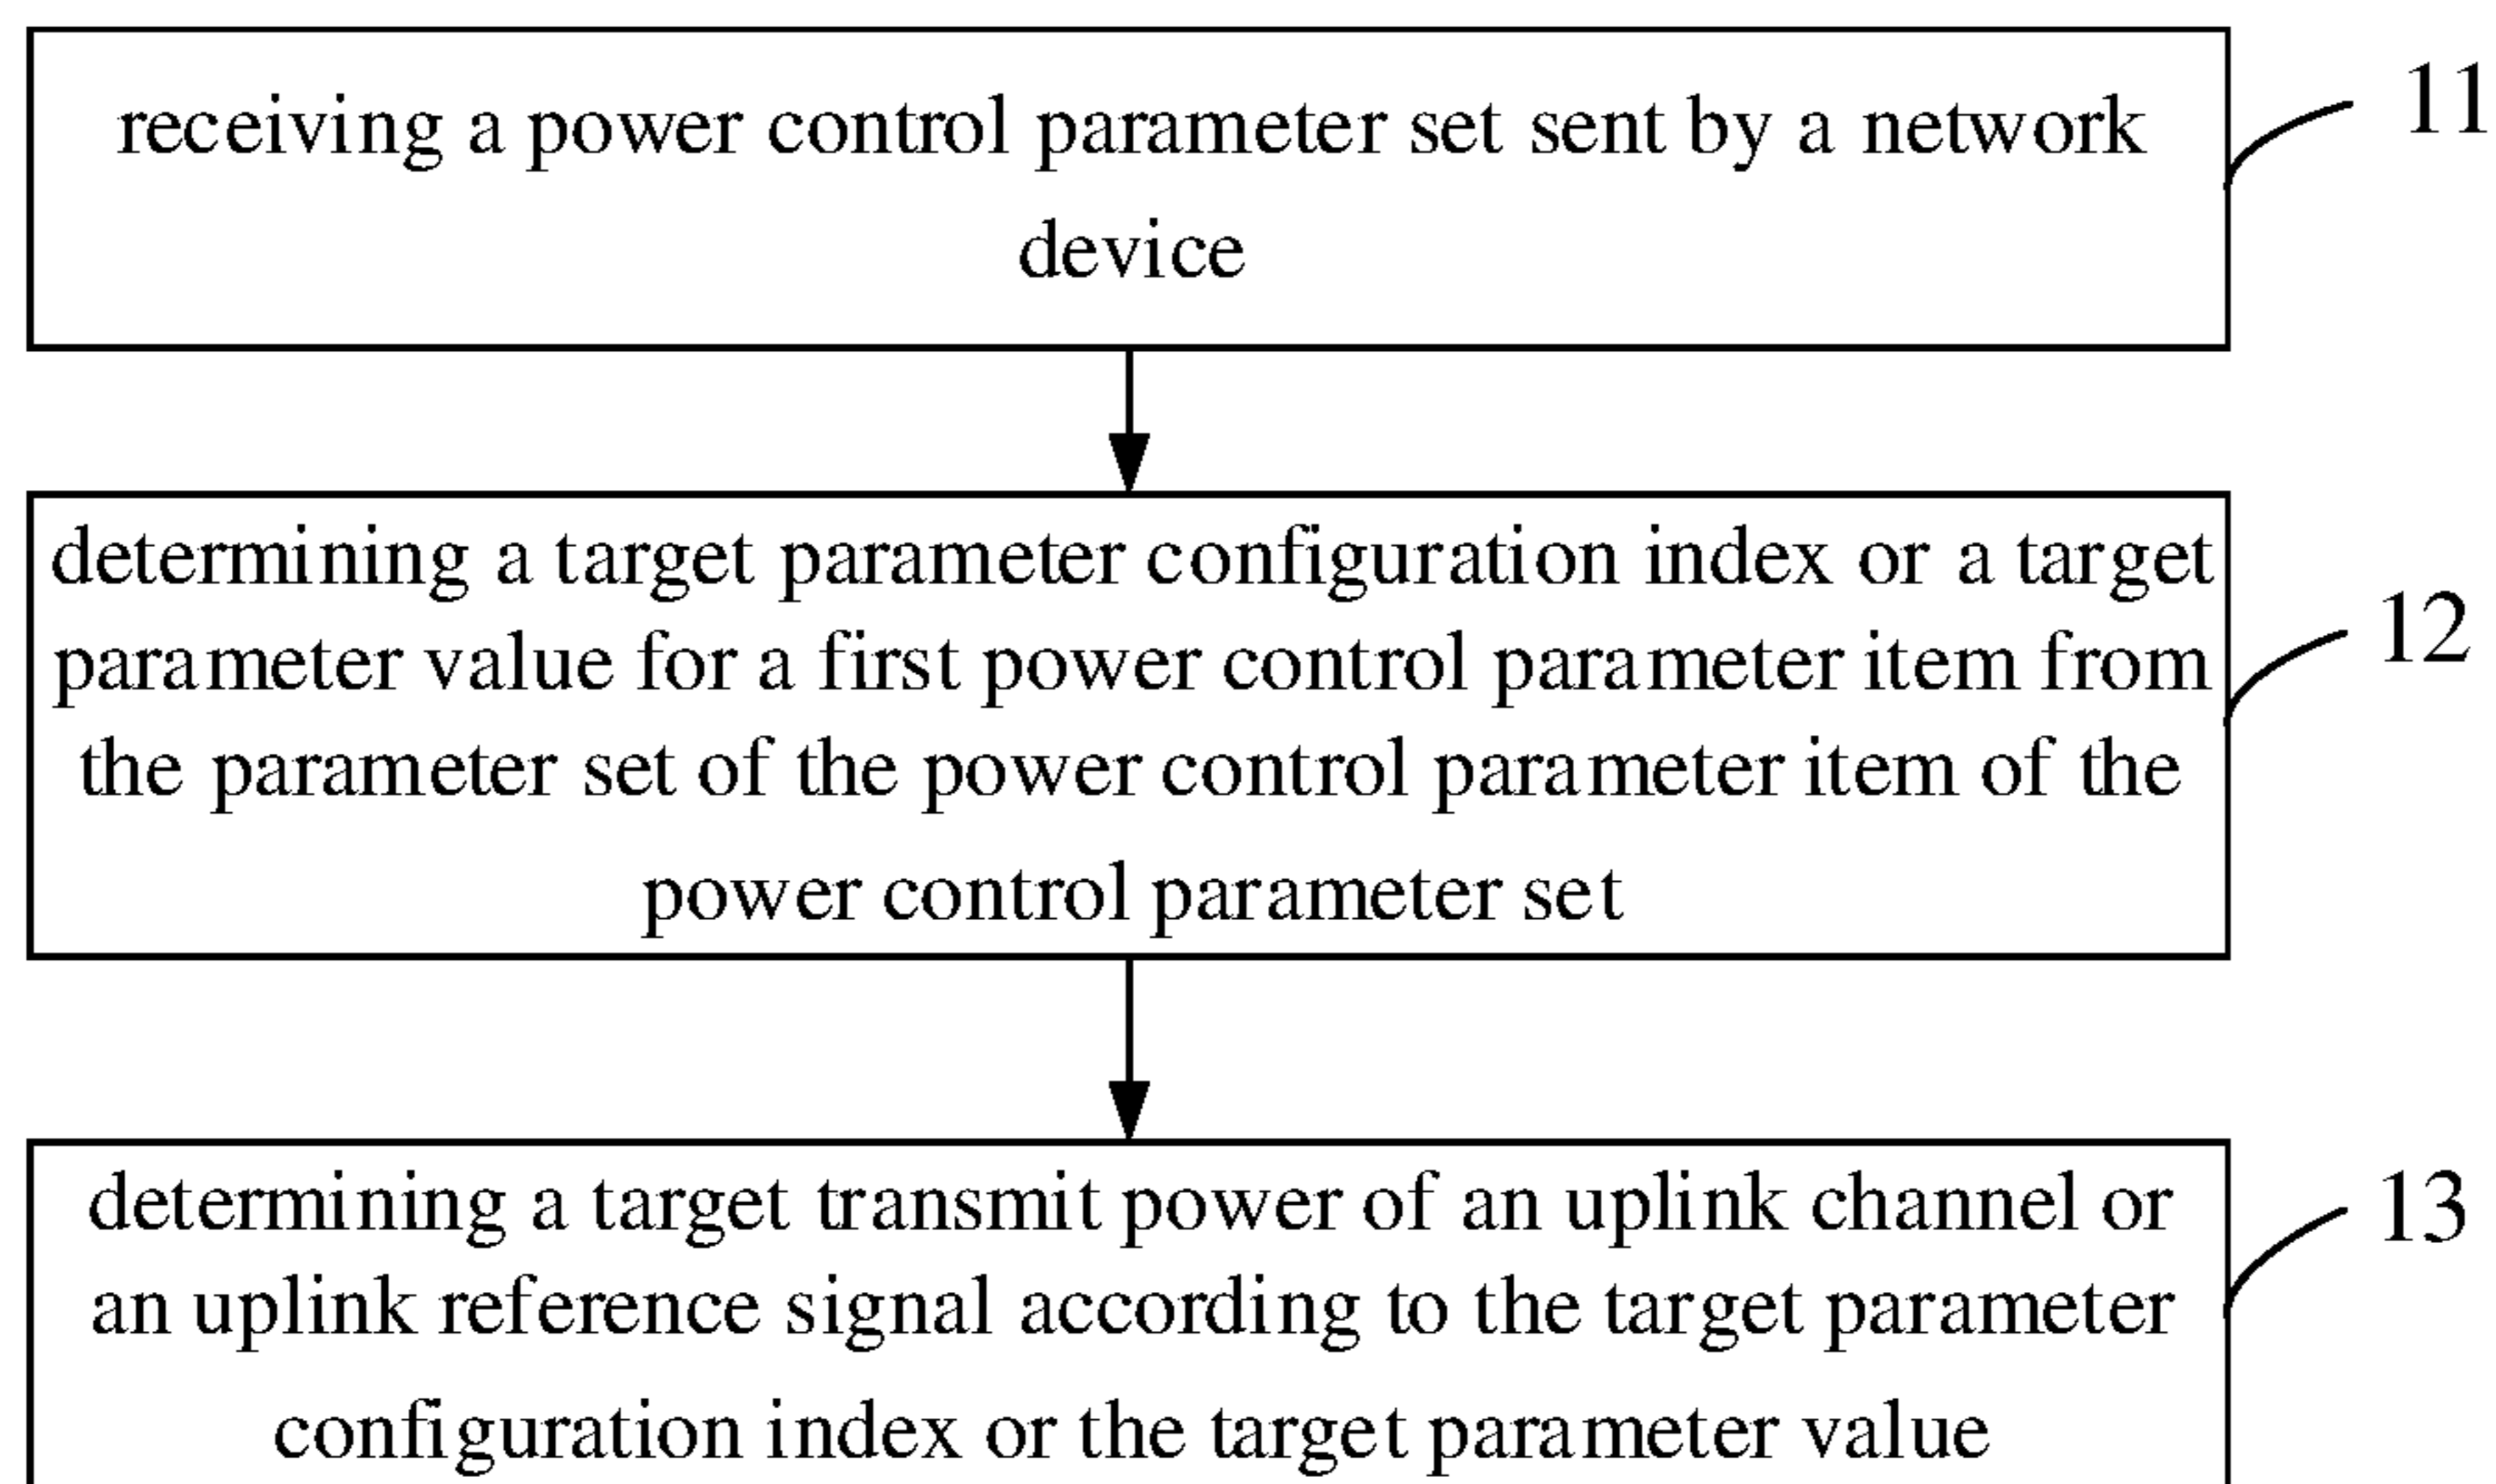 receiving a power control parameter set sent by a network
device
11
determining a target parameter configuration index or a target
parameter value for a first power control parameter item from
the parameter set of the power control parameter item of the
power control parameter set
12
determining a target transmit power of an uplink channel or
an uplink reference signal according to the target parameter
configuration index or the target parameter value
13